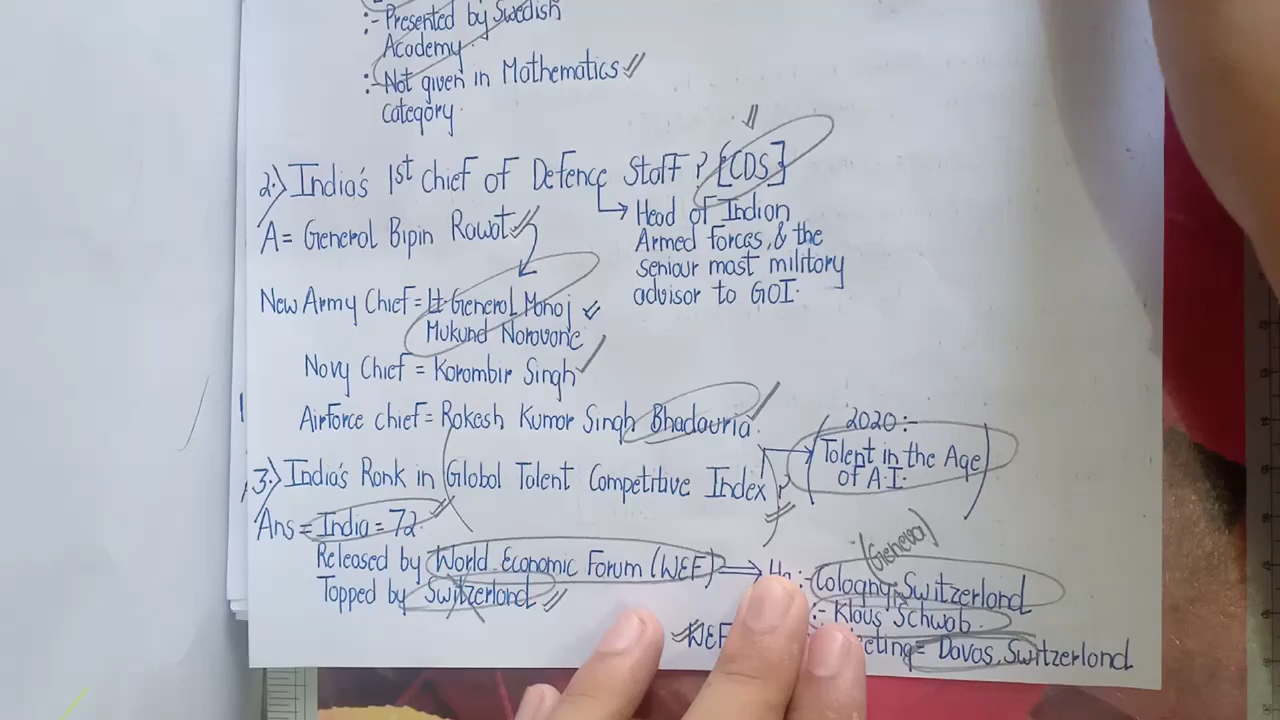 :- Presented by Swedish
Academy.
:- Not given in Mathematics
category.
2.) India's 1st chief of Defence Staff? [CDS]
Head of Indian
Armed forces, & the
seniour most military
advisor to GOI.
A = General Bipin Rawat
New Army Chief = Lt General Manoj
Mukund Naravane
Navy Chief = Karambir Singh
Airforce chief = Rakesh Kumar Singh Bhadauria.
3.) India's Rank in Global Talent Competitive Index?
2020:-
Talent in the Age
of A.I.
Ans = India = 72.
Released by World Economic Forum (WEF)
(Geneva)
:- Cologny, Switzerland
Topped by Switzerland
:- Klaus Schwab.
WEF
= Davos, Switzerland